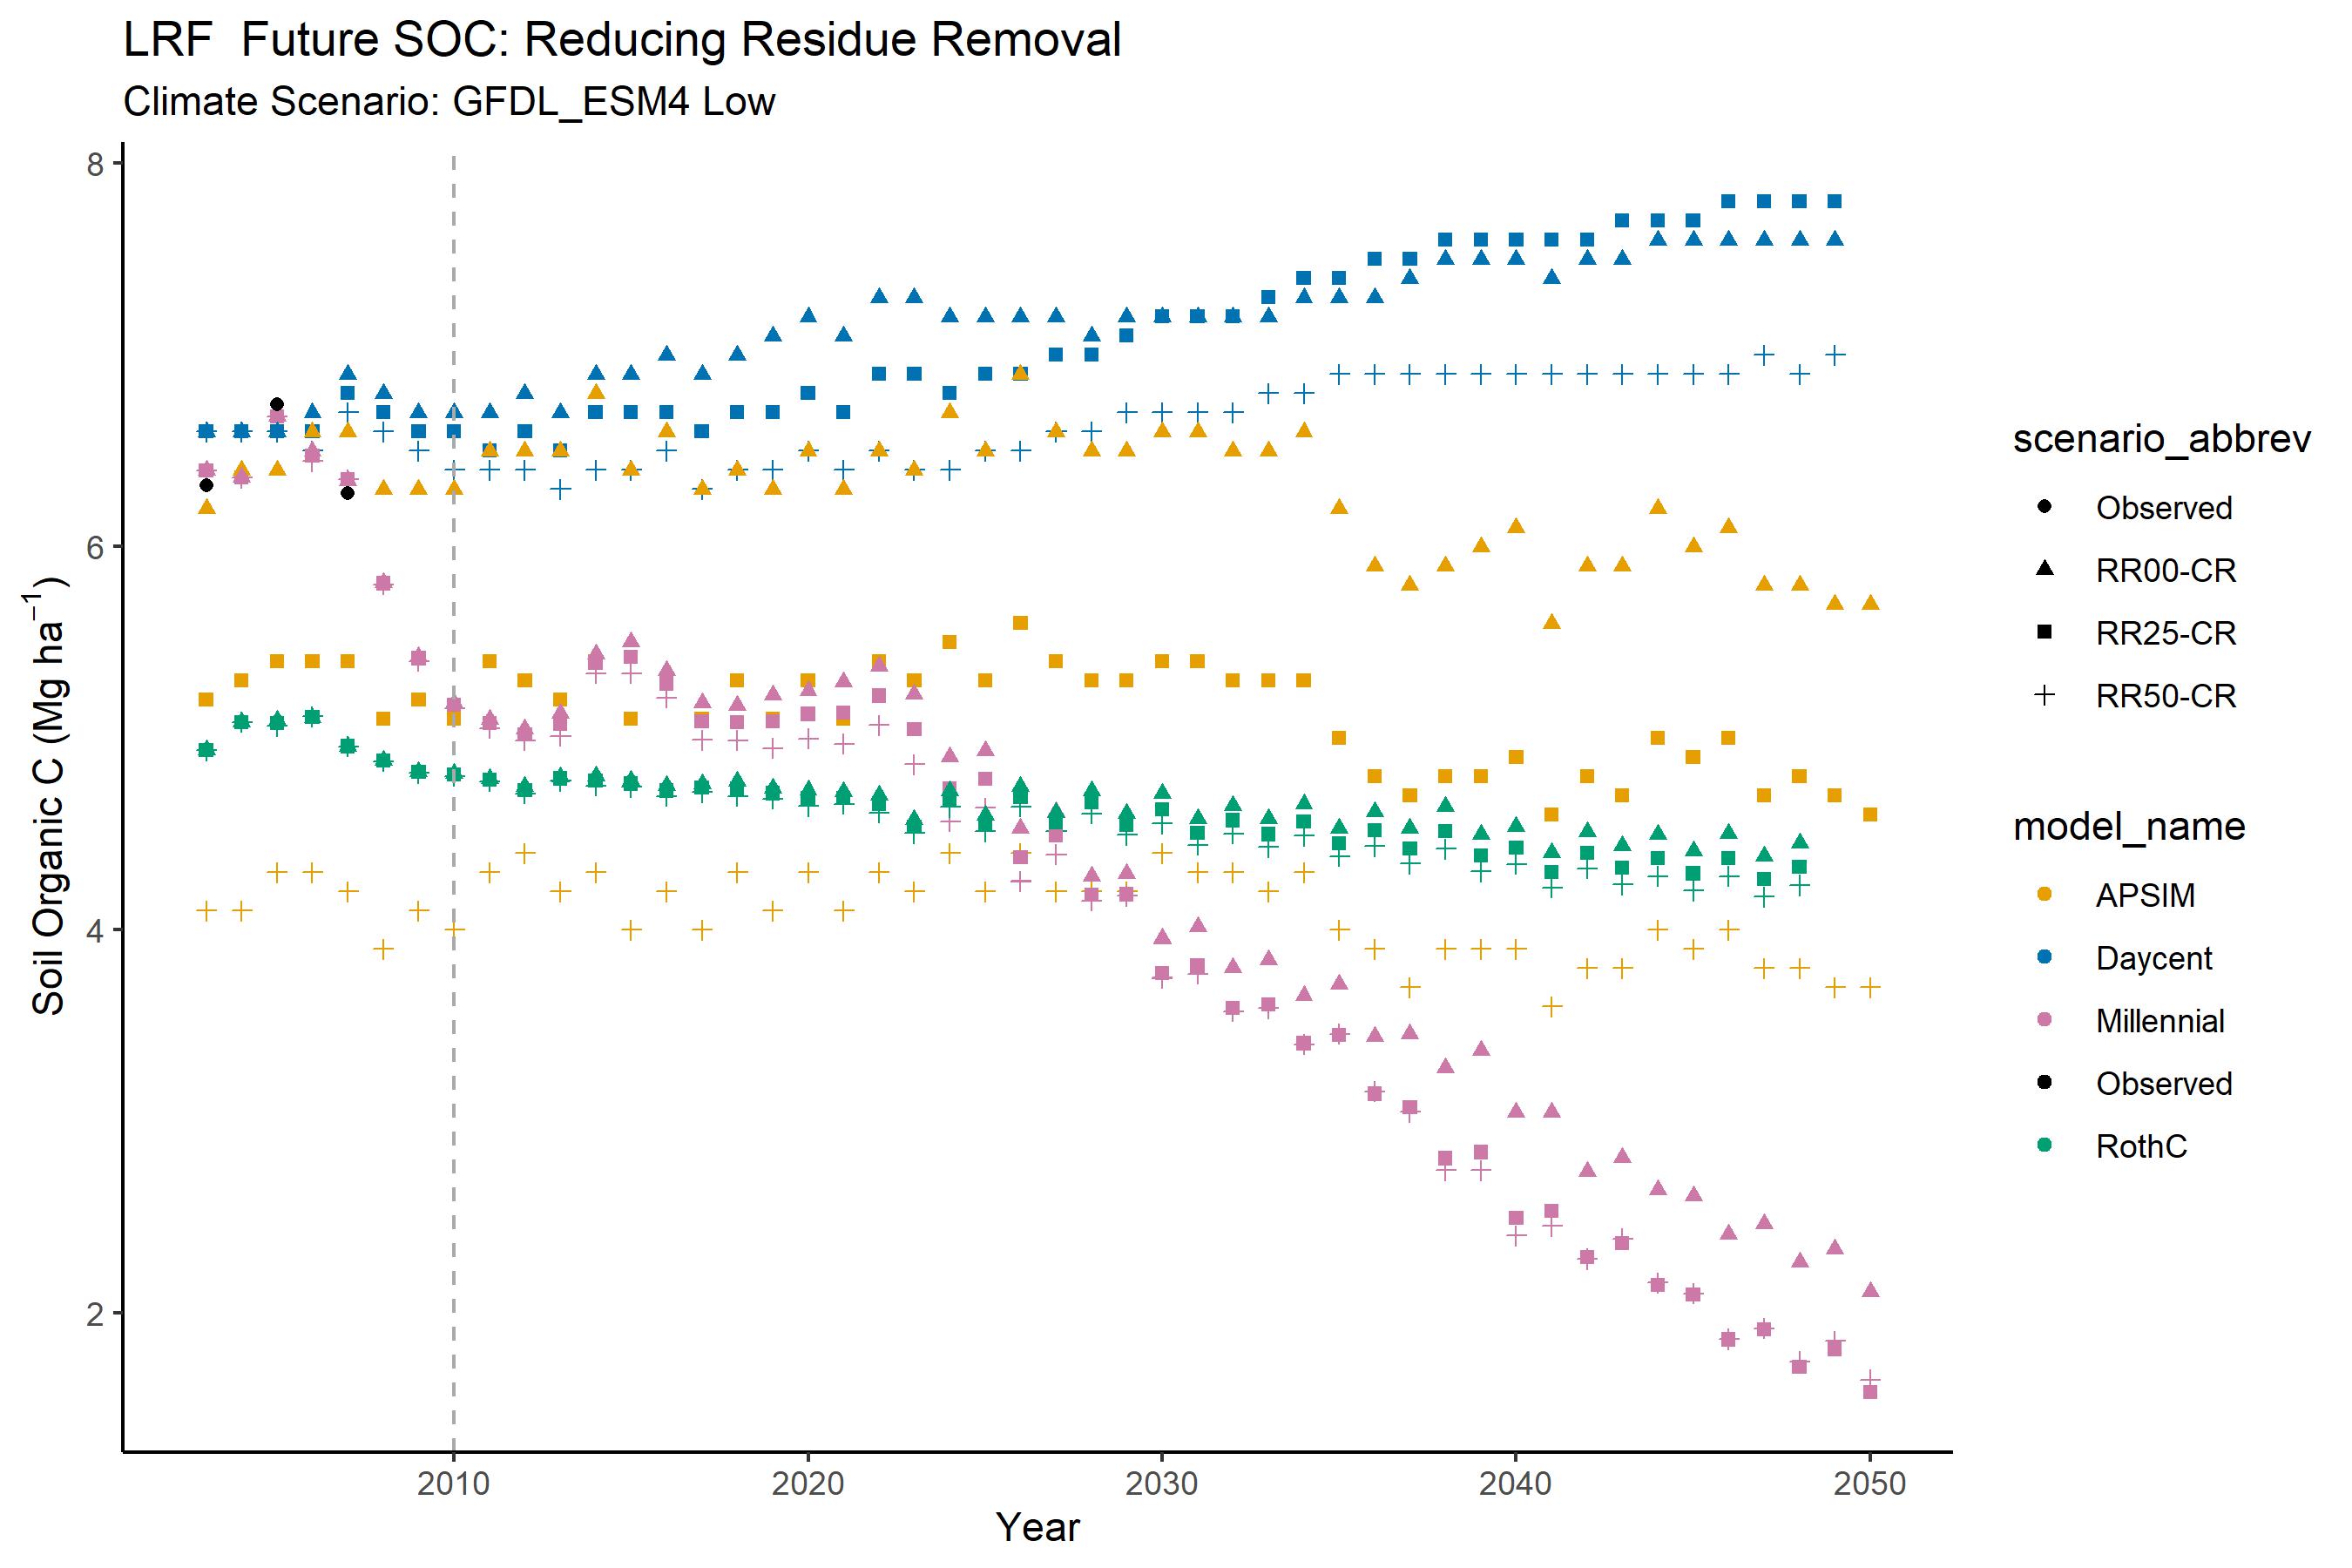 LRF  Future SOC: Reducing Residue Removal
Climate Scenario: GFDL_ESM4 Low
8
6
4
2
Soil Organic C (Mg ha⁻¹)
2010
2020
2030
2040
2050
Year
scenario_abbrev
Observed
RR00-CR
RR25-CR
RR50-CR
model_name
APSIM
Daycent
Millennial
Observed
RothC